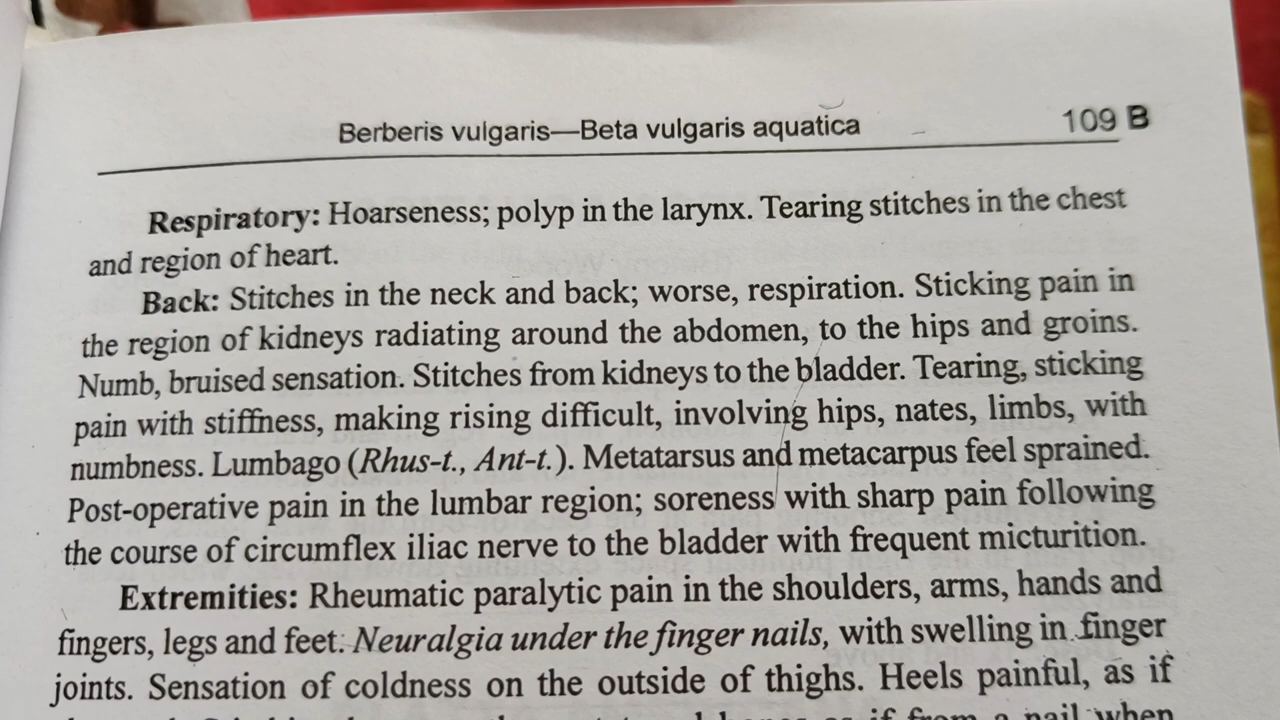 Berberis vulgaris—Beta vulgaris aquatica 109 B
Respiratory: Hoarseness; polyp in the larynx. Tearing stitches in the chest
and region of heart.
Back: Stitches in the neck and back; worse, respiration. Sticking pain in
the region of kidneys radiating around the abdomen, to the hips and groins.
Numb, bruised sensation. Stitches from kidneys to the bladder. Tearing, sticking
pain with stiffness, making rising difficult, involving hips, nates, limbs, with
numbness. Lumbago (Rhus-t., Ant-t.). Metatarsus and metacarpus feel sprained.
Post-operative pain in the lumbar region; soreness with sharp pain following
the course of circumflex iliac nerve to the bladder with frequent micturition.
Extremities: Rheumatic paralytic pain in the shoulders, arms, hands and
fingers, legs and feet. Neuralgia under the finger nails, with swelling in finger
joints. Sensation of coldness on the outside of thighs. Heels painful, as if
as if from a nail when